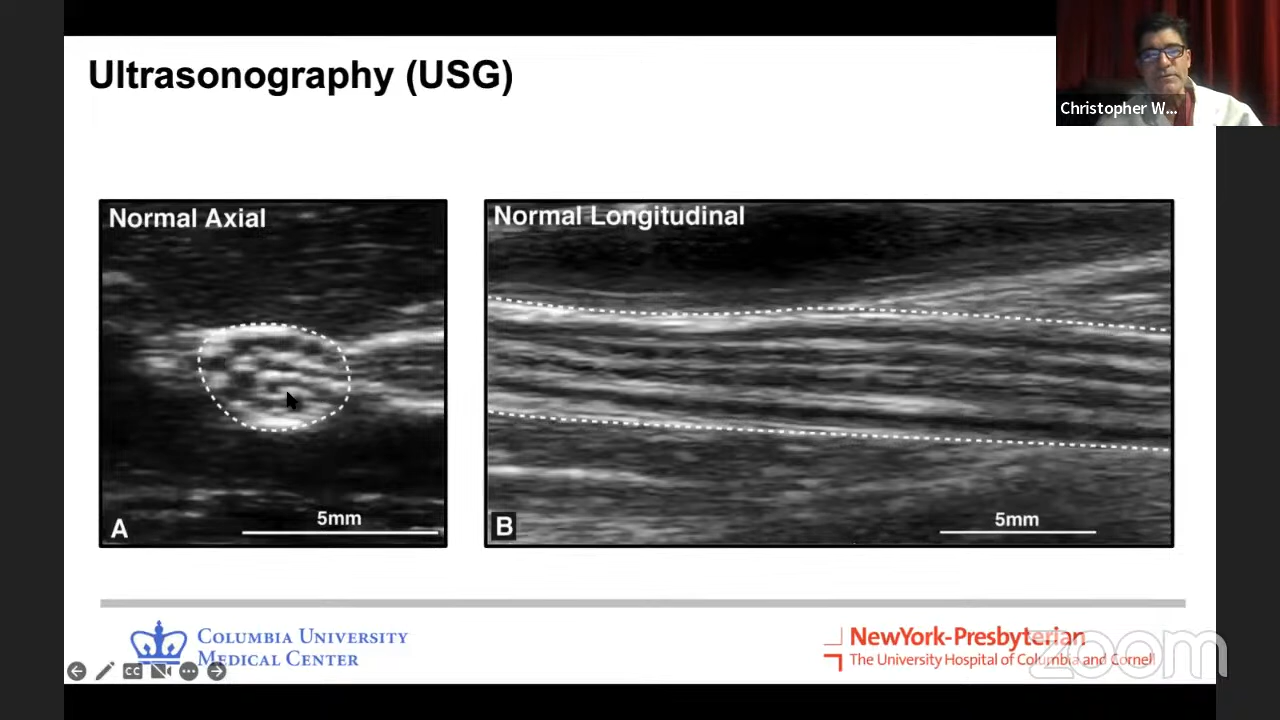 Ultrasonography (USG)
Christopher W...
Normal Axial
Normal Longitudinal
5mm
A
5mm
B
COLUMBIA UNIVERSITY
MEDICAL CENTER
NewYork-Presbyterian
The University Hospital of Columbia and Cornell
zoom
CC